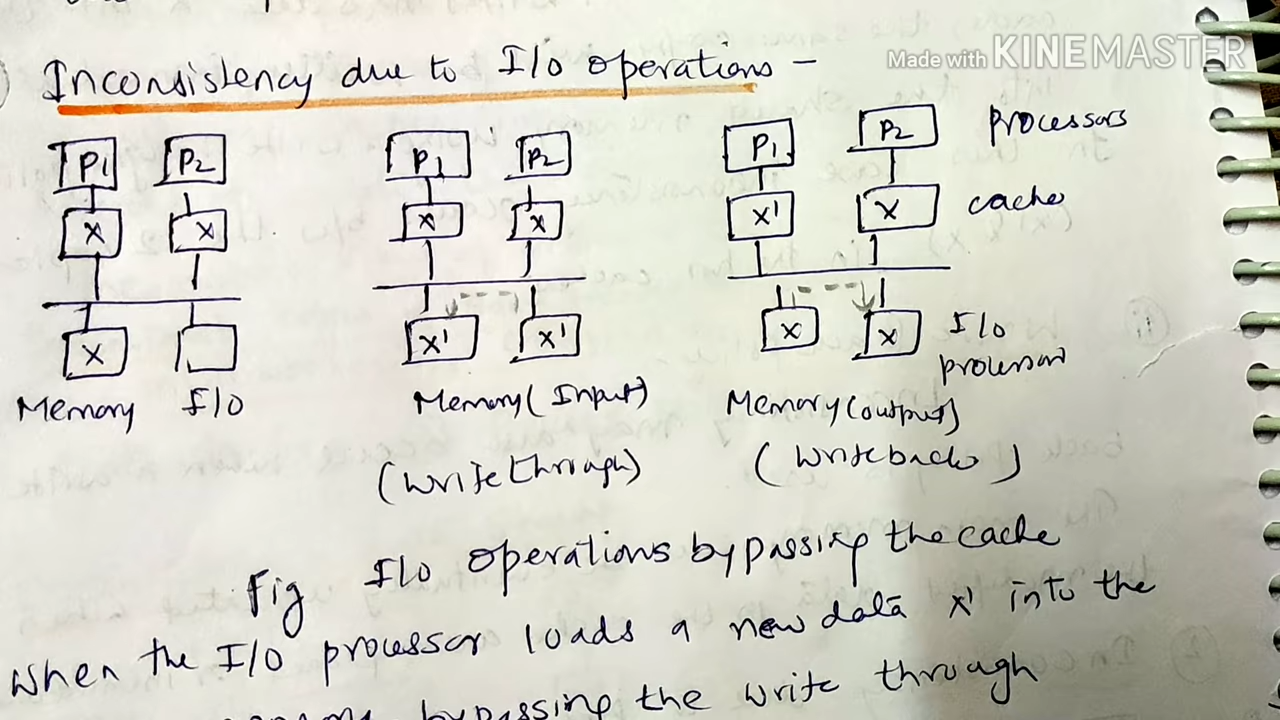 Made with KINEMASTER
Inconsistency due to I/o operations -
P1 P2 P1 P2 P1 P2 processors
X X X X X' X cache
X X' X' X X I/o
processor
Memory I/o Memory (Input) Memory (output)
(Write through) (Write back)
Fig I/o operations bypassing the cache
When the I/o processor loads a new data X' into the
bypassing the write through